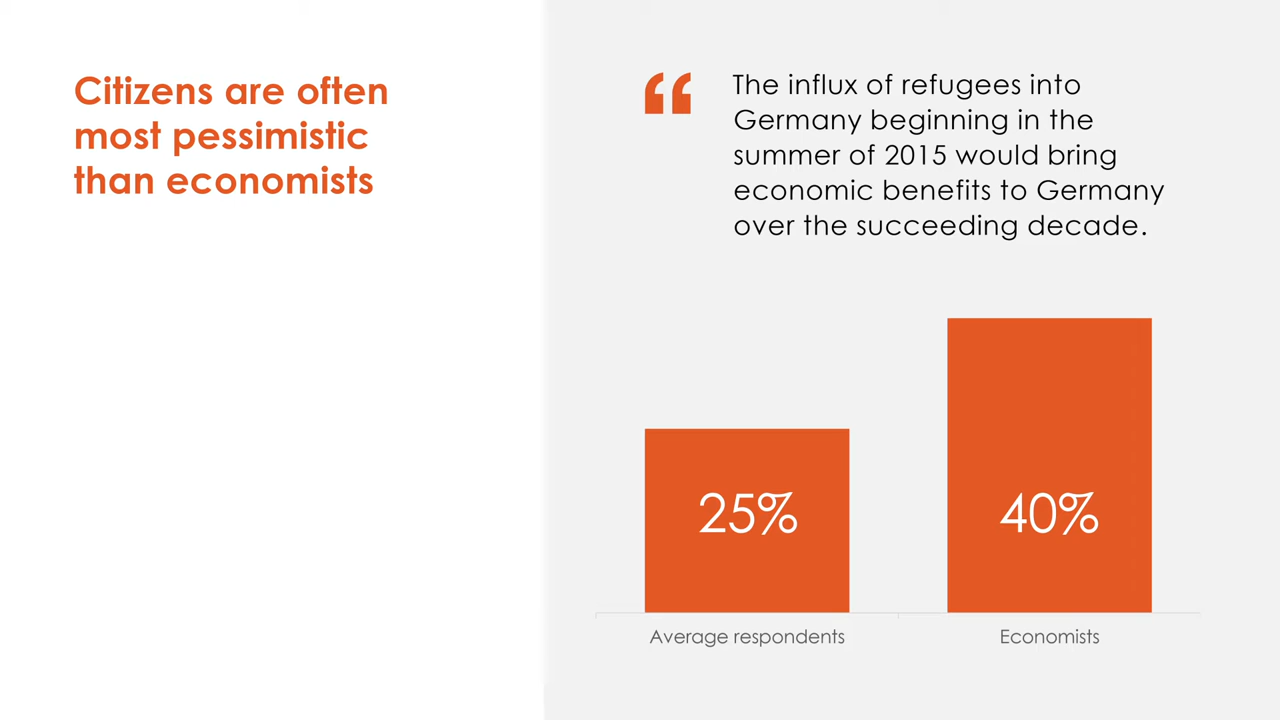 Citizens are often
most pessimistic
than economists
“
The influx of refugees into
Germany beginning in the
summer of 2015 would bring
economic benefits to Germany
over the succeeding decade.
25%
40%
Average respondents
Economists